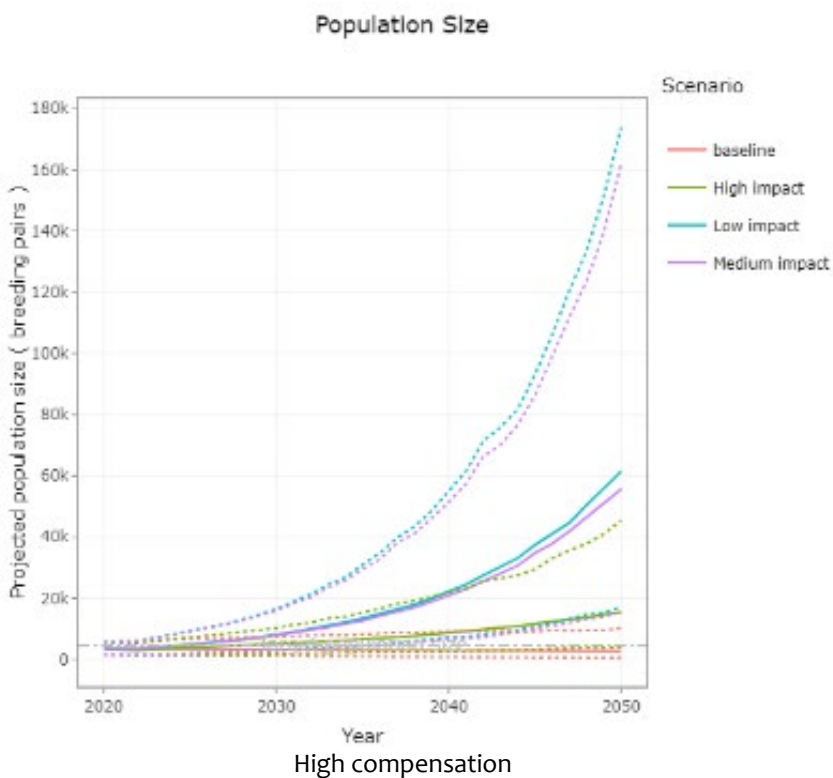 Population Size
Scenario
baseline
High impact
Low impact
Medium impact
Projected population size ( breeding pairs )
180k
160k
140k
120k
100k
80k
60k
40k
20k
0
2020
2030
2040
2050
Year
High compensation